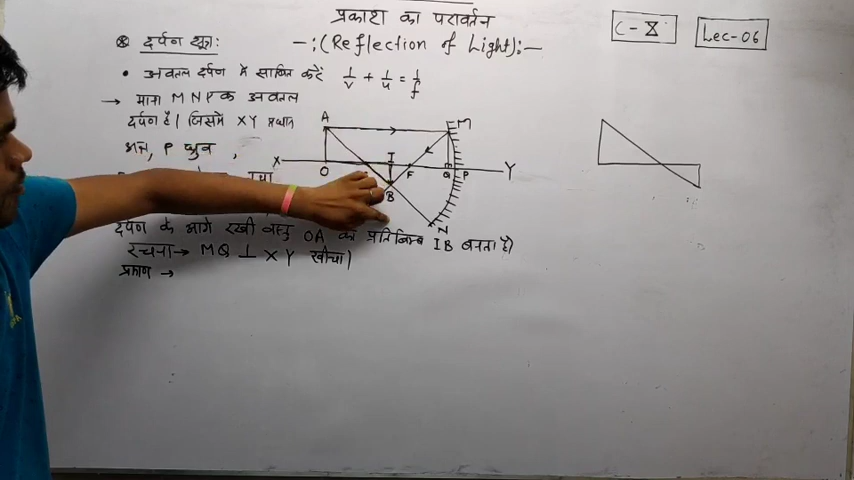 प्रकाश का परावर्तन
-:(Reflection of Light):-
C-X
Lec-06
दर्पण सूत्र:
• अवतल दर्पण में साबित करें 1/v + 1/u = 1/f
→ माना MNP एक अवतल
दर्पण है। जिसमें XY प्रधान
अक्ष, P ध्रुव,
A
M
X
O
I
F
Q
P
Y
B
N
दर्पण के आगे रखी वस्तु OA का प्रतिबिम्ब IB बनता है।
रचना → MQ ⊥ XY खींचा।
प्रमाण →